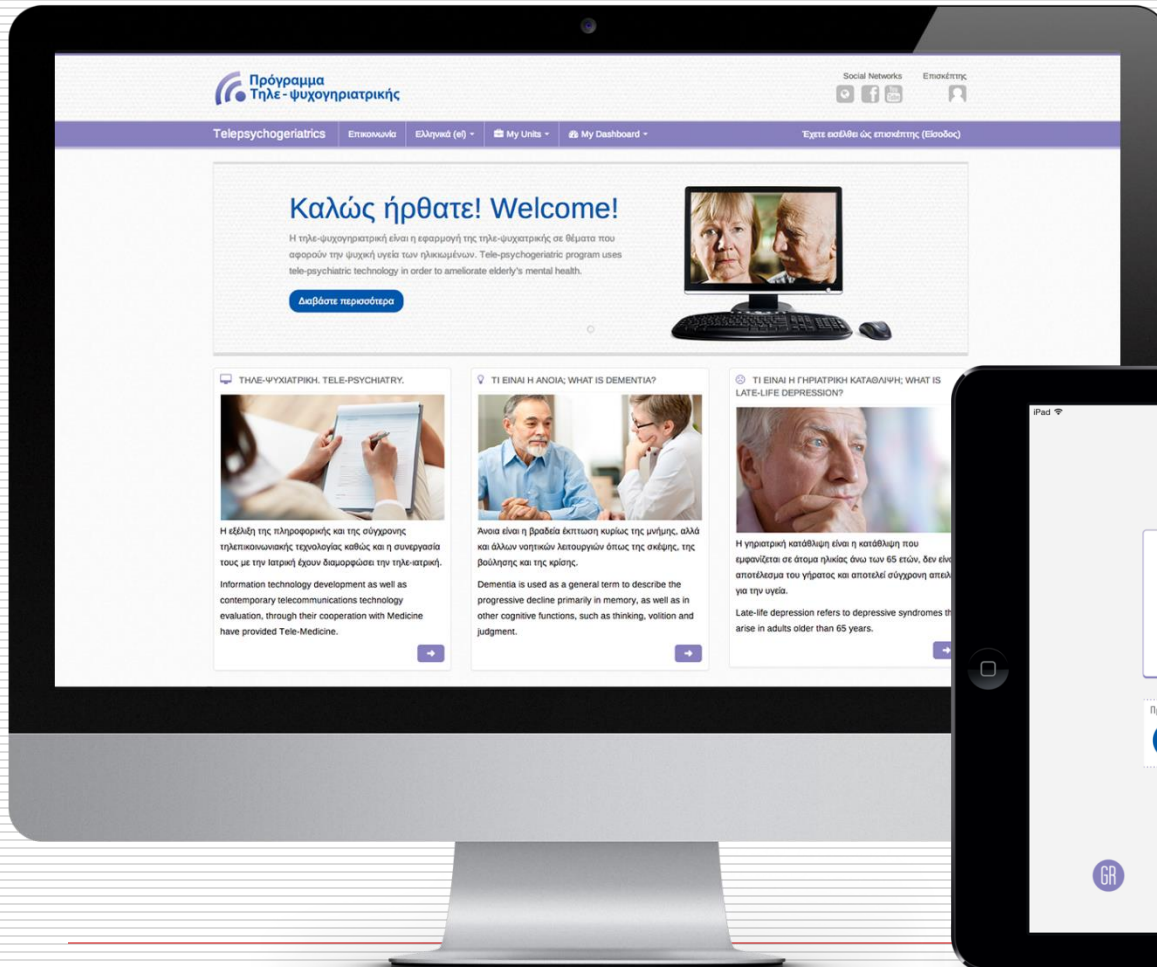 Πρόγραμμα
Τηλε - ψυχογηριατρικής
Social Networks
Επισκέπτης
Telepsychogeriatrics
Επικοινωνία
Ελληνικά (el)
My Units
My Dashboard
Έχετε εισέλθει ώς επισκέπτης (Είσοδος)
Καλώς ήρθατε! Welcome!
Η τηλε-ψυχογηριατρική είναι η εφαρμογή της τηλε-ψυχιατρικής σε θέματα που
αφορούν την ψυχική υγεία των ηλικιωμένων. Tele-psychogeriatric program uses
tele-psychiatric technology in order to ameliorate elderly's mental health.
Διαβάστε περισσότερα
ΤΗΛΕ-ΨΥΧΙΑΤΡΙΚΗ. TELE-PSYCHIATRY.
Η εξέλιξη της πληροφορικής και της σύγχρονης
τηλεπικοινωνιακής τεχνολογίας καθώς και η συνεργασία
τους με την Ιατρική έχουν διαμορφώσει την τηλε-ιατρική.
Information technology development as well as
contemporary telecommunications technology
evaluation, through their cooperation with Medicine
have provided Tele-Medicine.
ΤΙ ΕΙΝΑΙ Η ΑΝΟΙΑ; WHAT IS DEMENTIA?
Άνοια είναι η βραδεία έκπτωση κυρίως της μνήμης, αλλά
και άλλων νοητικών λειτουργιών όπως της σκέψης, της
βούλησης και της κρίσης.
Dementia is used as a general term to describe the
progressive decline primarily in memory, as well as in
other cognitive functions, such as thinking, volition and
judgment.
ΤΙ ΕΙΝΑΙ Η ΓΗΡΙΑΤΡΙΚΗ ΚΑΤΑΘΛΙΨΗ; WHAT IS
LATE-LIFE DEPRESSION?
Η γηριατρική κατάθλιψη είναι η κατάθλιψη που
εμφανίζεται σε άτομα ηλικίας άνω των 65 ετών, δεν είνα
αποτέλεσμα του γήρατος και αποτελεί σύγχρονη απειλ
για την υγεία.
Late-life depression refers to depressive syndromes th
arise in adults older than 65 years.
iPad
GR